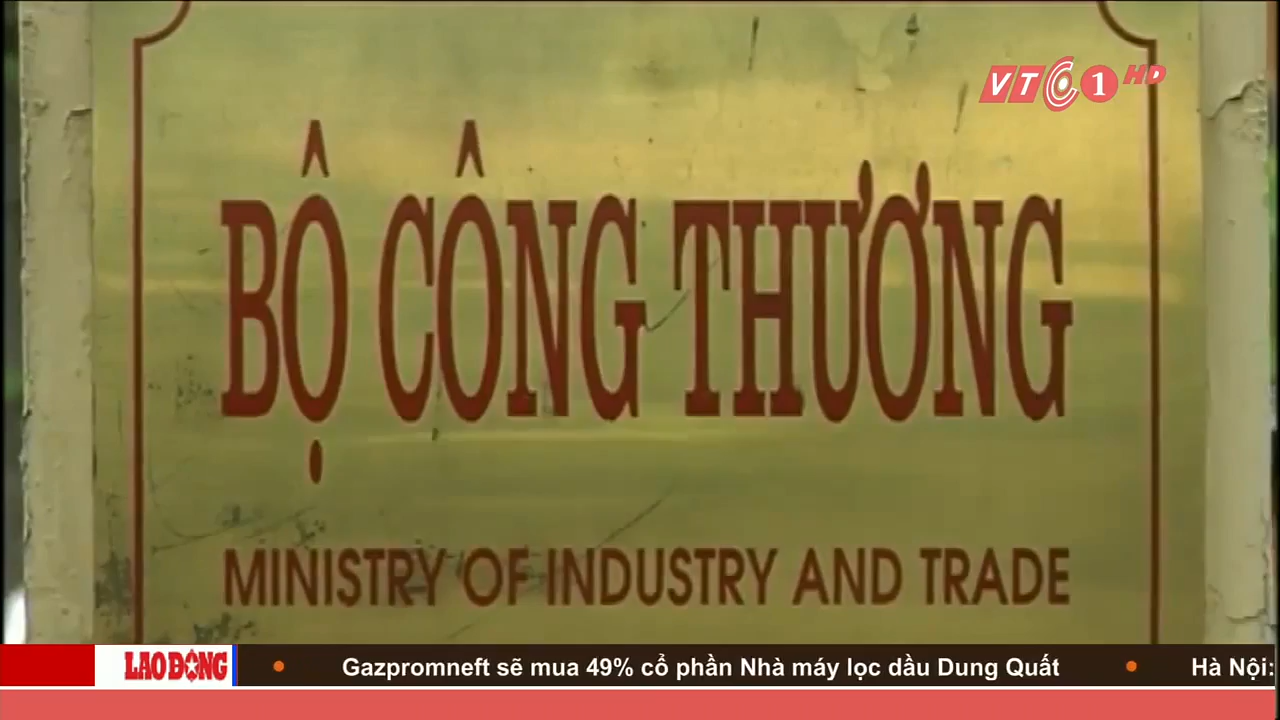 VTC1 HD
BỘ CÔNG THƯƠNG
MINISTRY OF INDUSTRY AND TRADE
LAO ĐỘNG • Gazpromneft sẽ mua 49% cổ phần Nhà máy lọc dầu Dung Quất • Hà Nội: